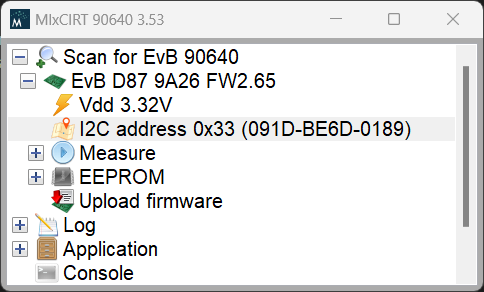 MlxCIRT 90640 3.53
Scan for EvB 90640
EvB D87 9A26 FW2.65
Vdd 3.32V
I2C address 0x33 (091D-BE6D-0189)
Measure
EEPROM
Upload firmware
Log
Application
Console